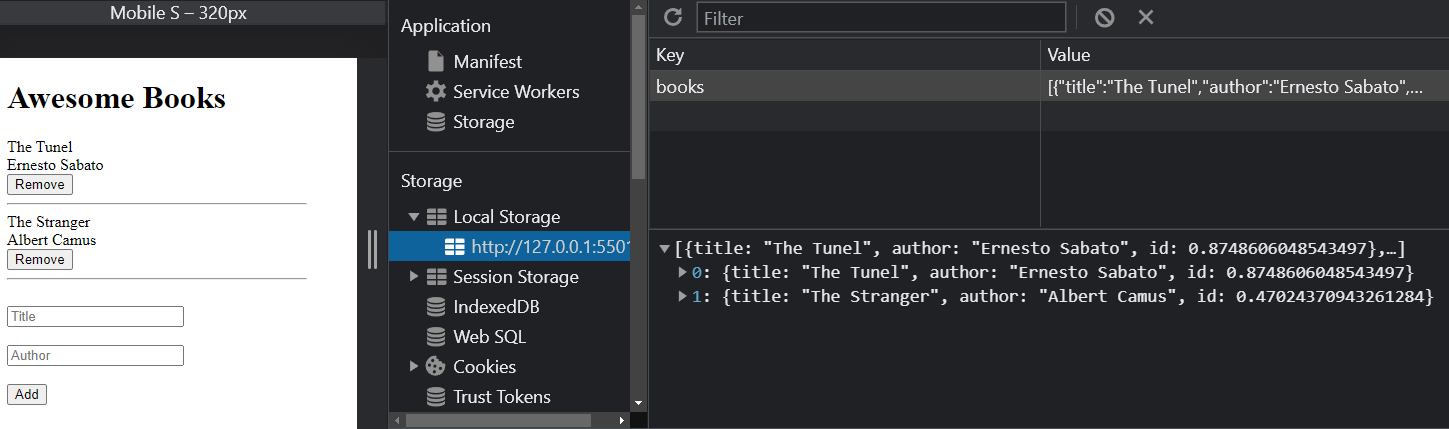 Mobile S – 320px
Awesome Books
The Tunel
Ernesto Sabato
Remove
The Stranger
Albert Camus
Remove
Title
Author
Add
Application
Manifest
Service Workers
Storage
Storage
Local Storage
http://127.0.0.1:5501
Session Storage
IndexedDB
Web SQL
Cookies
Trust Tokens
Filter
Key Value
books [{"title":"The Tunel","author":"Ernesto Sabato",...
[{title: "The Tunel", author: "Ernesto Sabato", id: 0.8748606048543497},…]
0: {title: "The Tunel", author: "Ernesto Sabato", id: 0.8748606048543497}
1: {title: "The Stranger", author: "Albert Camus", id: 0.47024370943261284}